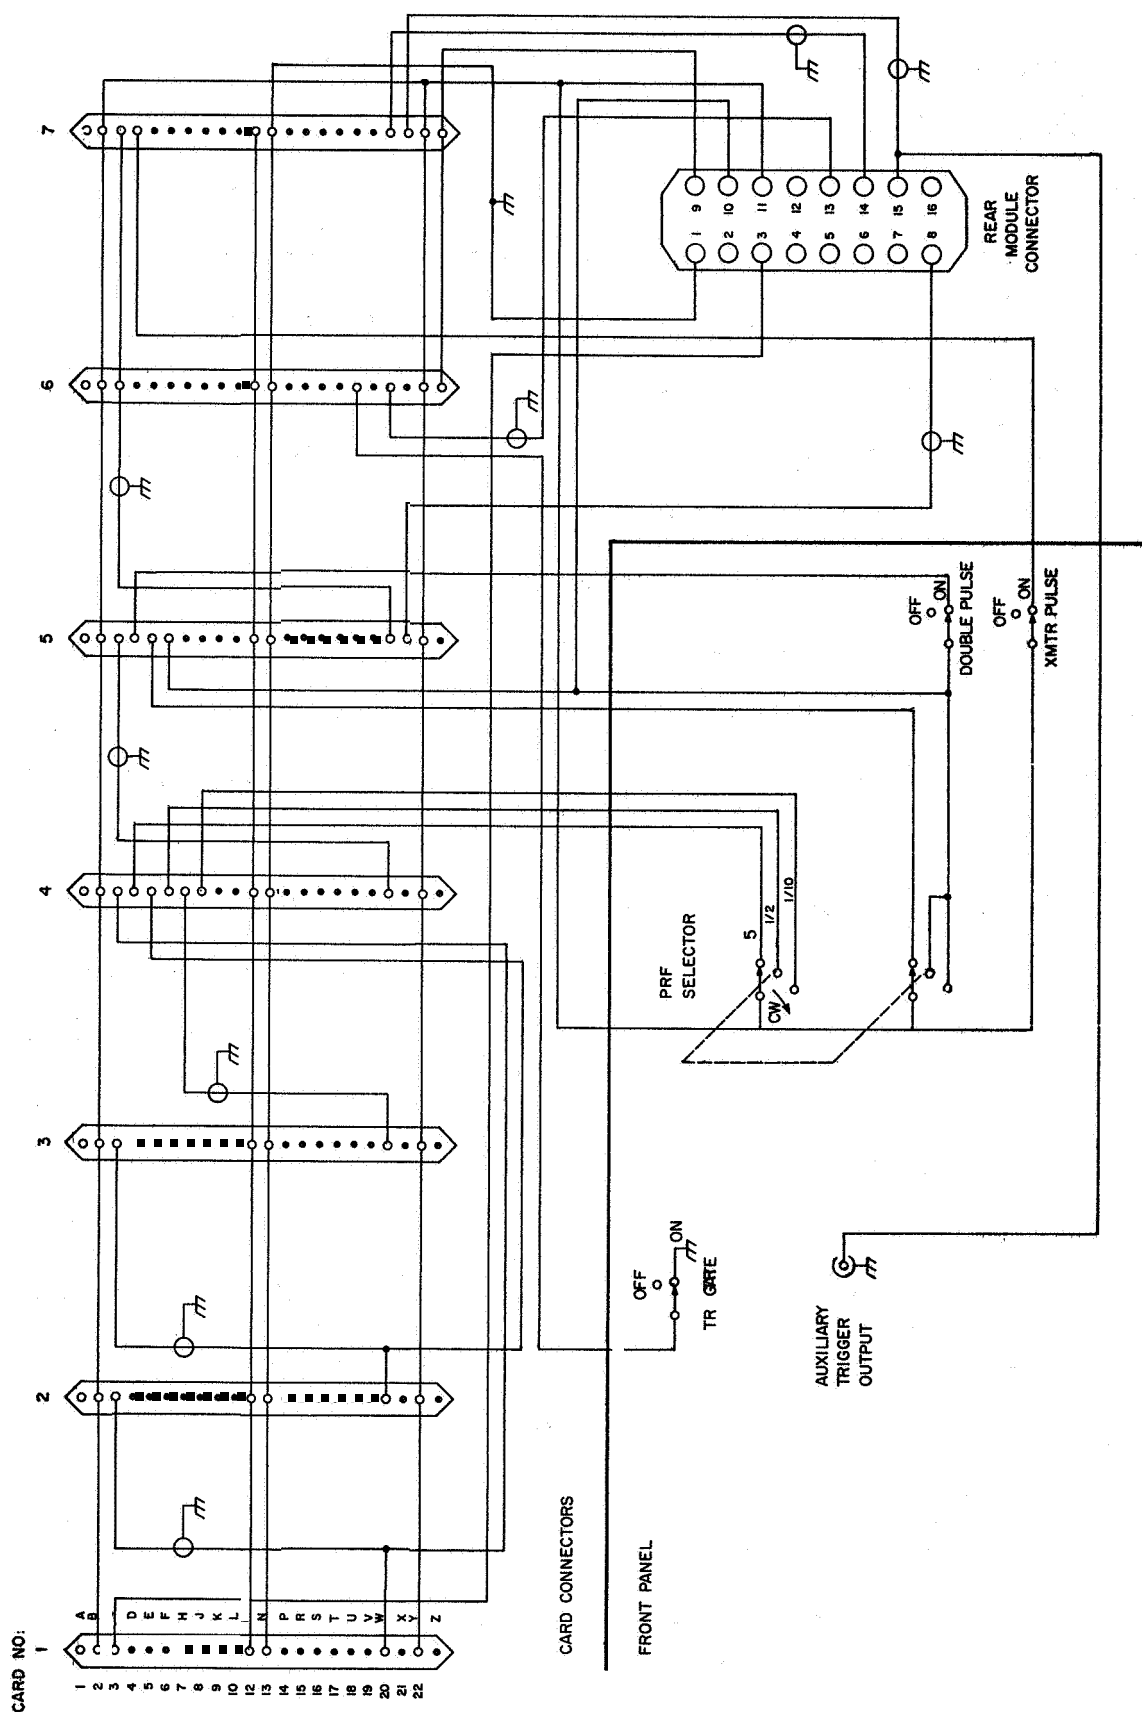 CARD NO:
1
2
3
4
5
6
7
1
2
3
4
5
6
7
8
9
10
12
13
14
15
16
17
18
19
20
21
22
A
B
D
E
F
H
J
K
L
N
P
R
S
T
U
V
W
X
Y
Z
CARD CONNECTORS
FRONT PANEL
OFF
ON
TR GATE
AUXILIARY
TRIGGER
OUTPUT
PRF
SELECTOR
5
1/2
1/10
CW
OFF
ON
DOUBLE PULSE
OFF
ON
XMTR PULSE
1
2
3
4
5
6
7
8
9
10
11
12
13
14
15
16
REAR
MODULE
CONNECTOR